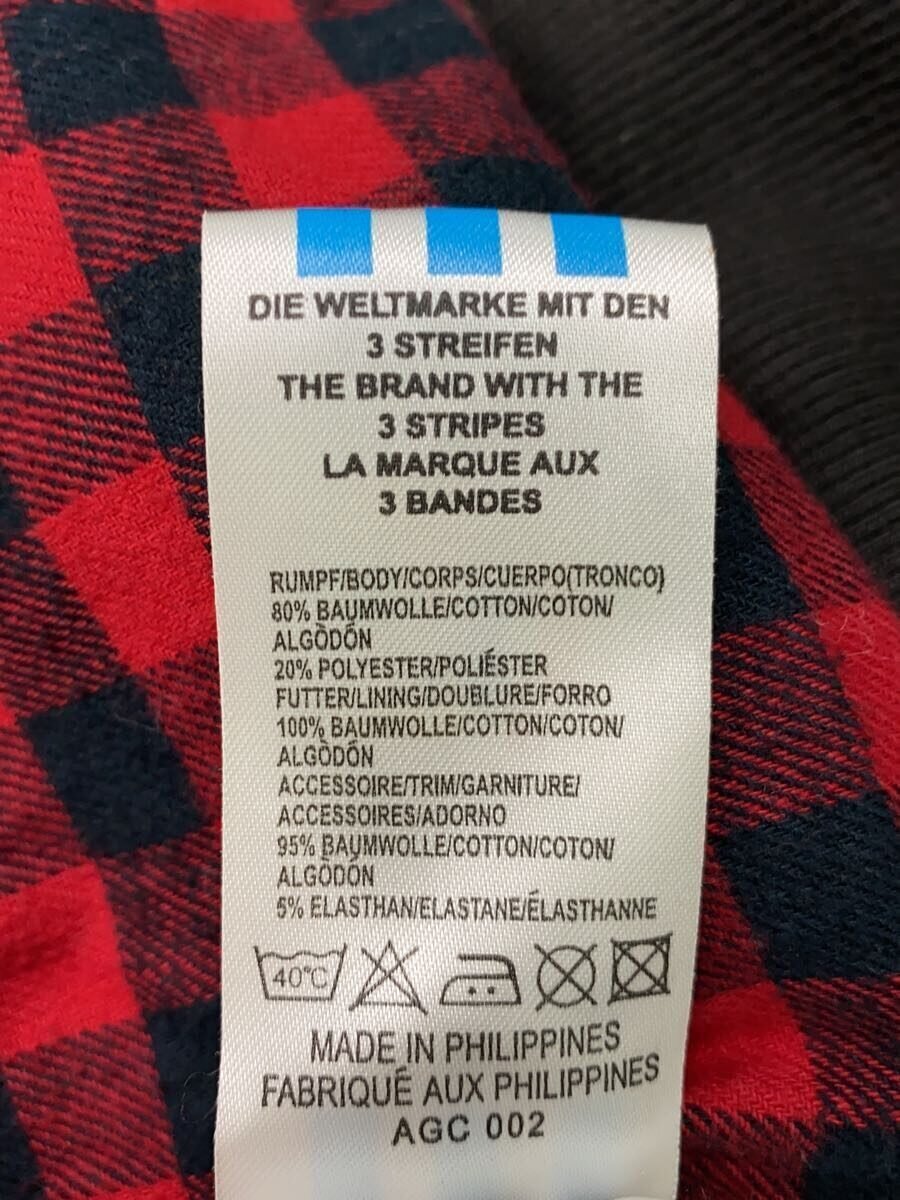 DIE WELTMARKE MIT DEN
3 STREIFEN
THE BRAND WITH THE
3 STRIPES
LA MARQUE AUX
3 BANDES
RUMPF/BODY/CORPS/CUERPO(TRONCO)
80% BAUMWOLLE/COTTON/COTON/
ALGÒDÓN
20% POLYESTER/POLIÉSTER
FUTTER/LINING/DOUBLURE/FORRO
100% BAUMWOLLE/COTTON/COTON/
ALGÒDÓN
ACCESSOIRE/TRIM/GARNITURE/
ACCESSOIRES/ADORNO
95% BAUMWOLLE/COTTON/COTON/
ALGÒDÓN
5% ELASTHAN/ELASTANE/ÉLASTHANNE
40°C
MADE IN PHILIPPINES
FABRIQUÉ AUX PHILIPPINES
AGC 002